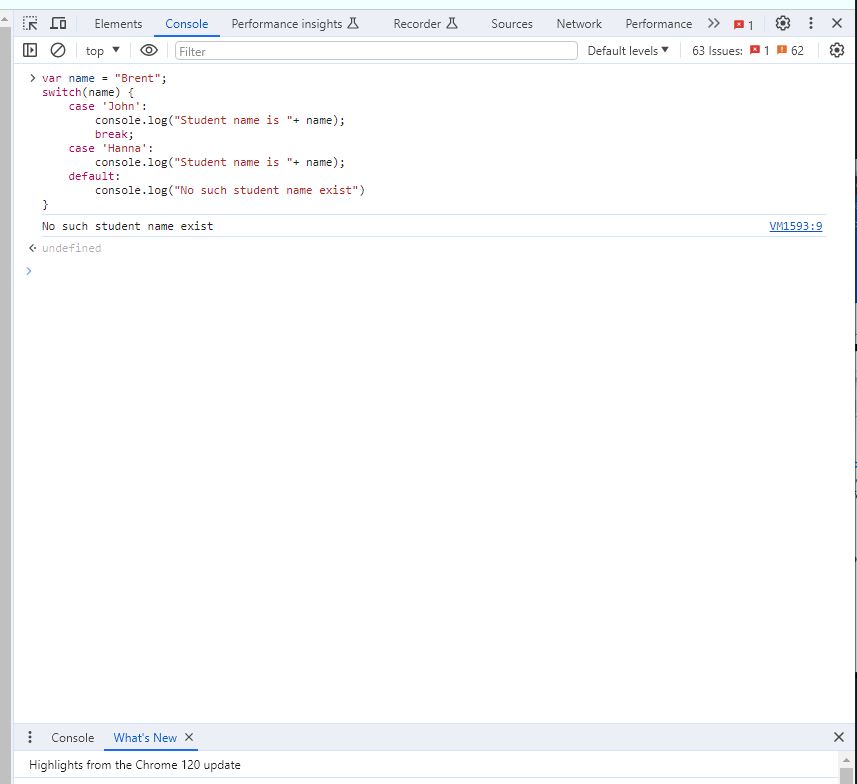 Elements Console Performance insights Recorder Sources Network Performance 1
top Filter Default levels 63 Issues: 1 62
var name = "Brent";
switch(name) {
    case 'John':
        console.log("Student name is "+ name);
        break;
    case 'Hanna':
        console.log("Student name is "+ name);
    default:
        console.log("No such student name exist")
}
No such student name exist VM1593:9
undefined
Console What's New
Highlights from the Chrome 120 update